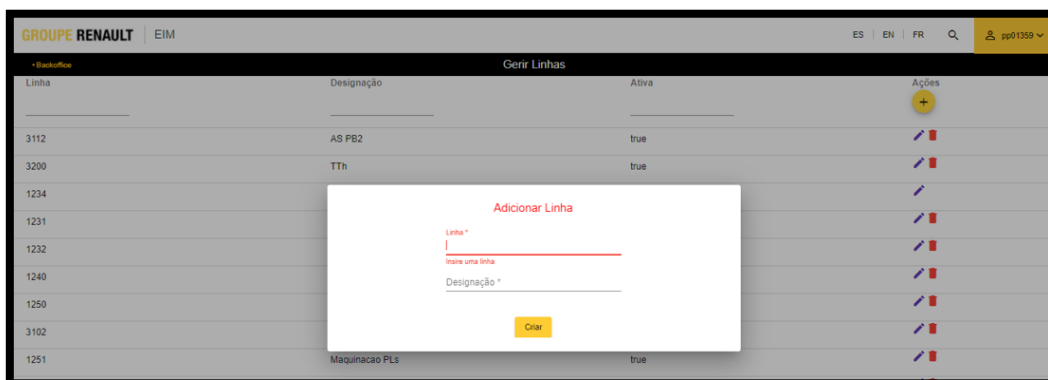 GROUPE RENAULT | EIM ES | EN | FR pp01359
• Backoffice Gerir Linhas
Linha Designação Ativa Ações
+
3112 AS PB2 true
3200 TTh true
1234
1231
1232
1240
1250
3102
1251 Maquinacao PLs true
Adicionar Linha
Linha *
Insire uma linha
Designação *
Criar